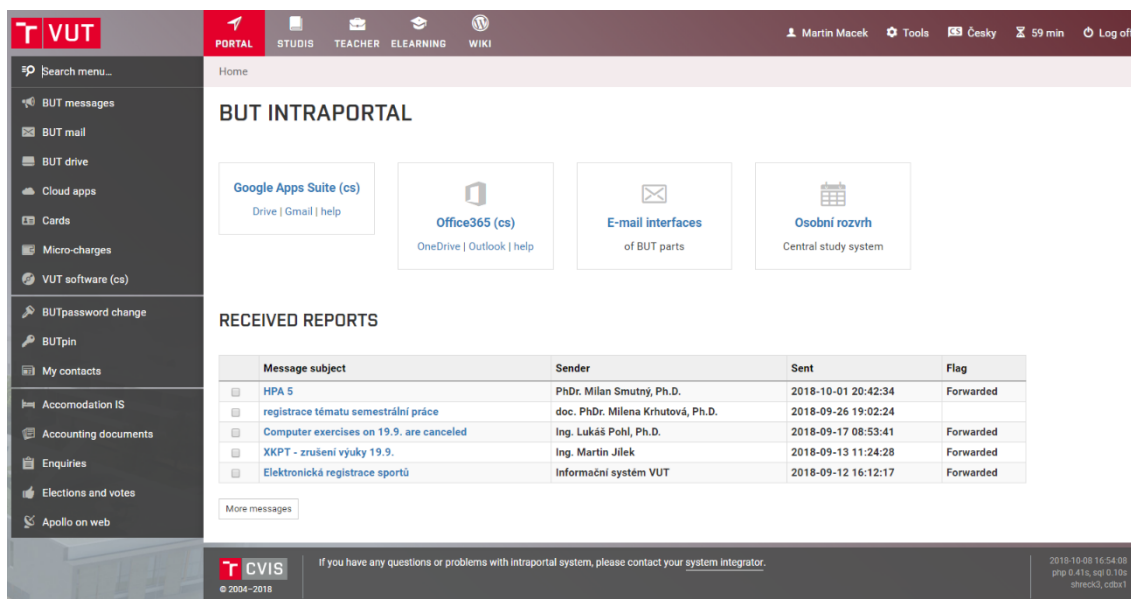 VUT
PORTAL
STUDIS
TEACHER
ELEARNING
WIKI
Martin Macek
Tools
CS Česky
59 min
Log off
Search menu...
BUT messages
BUT mail
BUT drive
Cloud apps
Cards
Micro-charges
VUT software (cs)
BUTpassword change
BUTpin
My contacts
Accomodation IS
Accounting documents
Enquiries
Elections and votes
Apollo on web
Home
BUT INTRAPORTAL
Google Apps Suite (cs)
Drive | Gmail | help
Office365 (cs)
OneDrive | Outlook | help
E-mail interfaces
of BUT parts
Osobní rozvrh
Central study system
RECEIVED REPORTS
Message subject Sender Sent Flag
HPA 5 PhDr. Milan Smutný, Ph.D. 2018-10-01 20:42:34 Forwarded
registrace tématu semestrální práce doc. PhDr. Milena Krhutová, Ph.D. 2018-09-26 19:02:24
Computer exercises on 19.9. are canceled Ing. Lukáš Pohl, Ph.D. 2018-09-17 08:53:41 Forwarded
XKPT - zrušení výuky 19.9. Ing. Martin Jílek 2018-09-13 11:24:28 Forwarded
Elektronická registrace sportů Informační systém VUT 2018-09-12 16:12:17 Forwarded
More messages
CVIS
© 2004–2018
If you have any questions or problems with intraportal system, please contact your system integrator.
2018-10-08 16:54:08
php 0.41s, sql 0.10s
shreck3, cdbx1